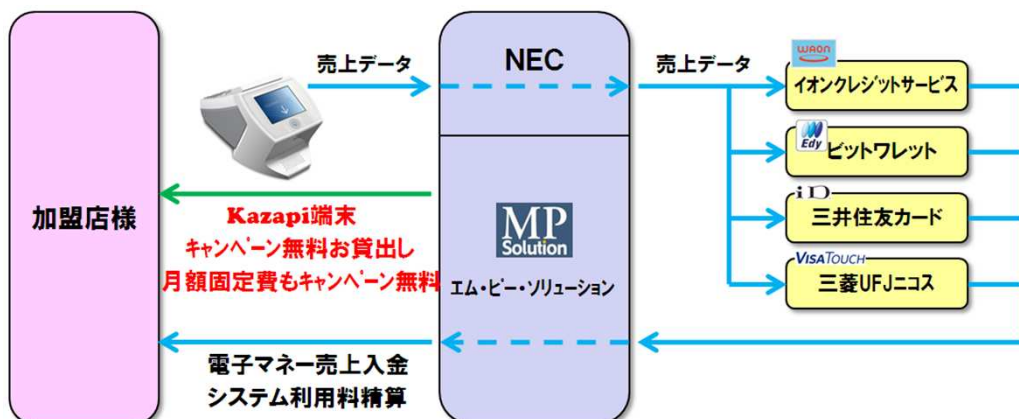 加盟店様
売上データ
NEC
売上データ
WAON
イオンクレジットサービス
Edy
ビットワレット
iD
三井住友カード
VISATOUCH
三菱UFJニコス
Kazapi端末
キャンペーン無料お貸出し
月額固定費もキャンペーン無料
MP
Solution
エム・ピー・ソリューション
電子マネー売上入金
システム利用料精算